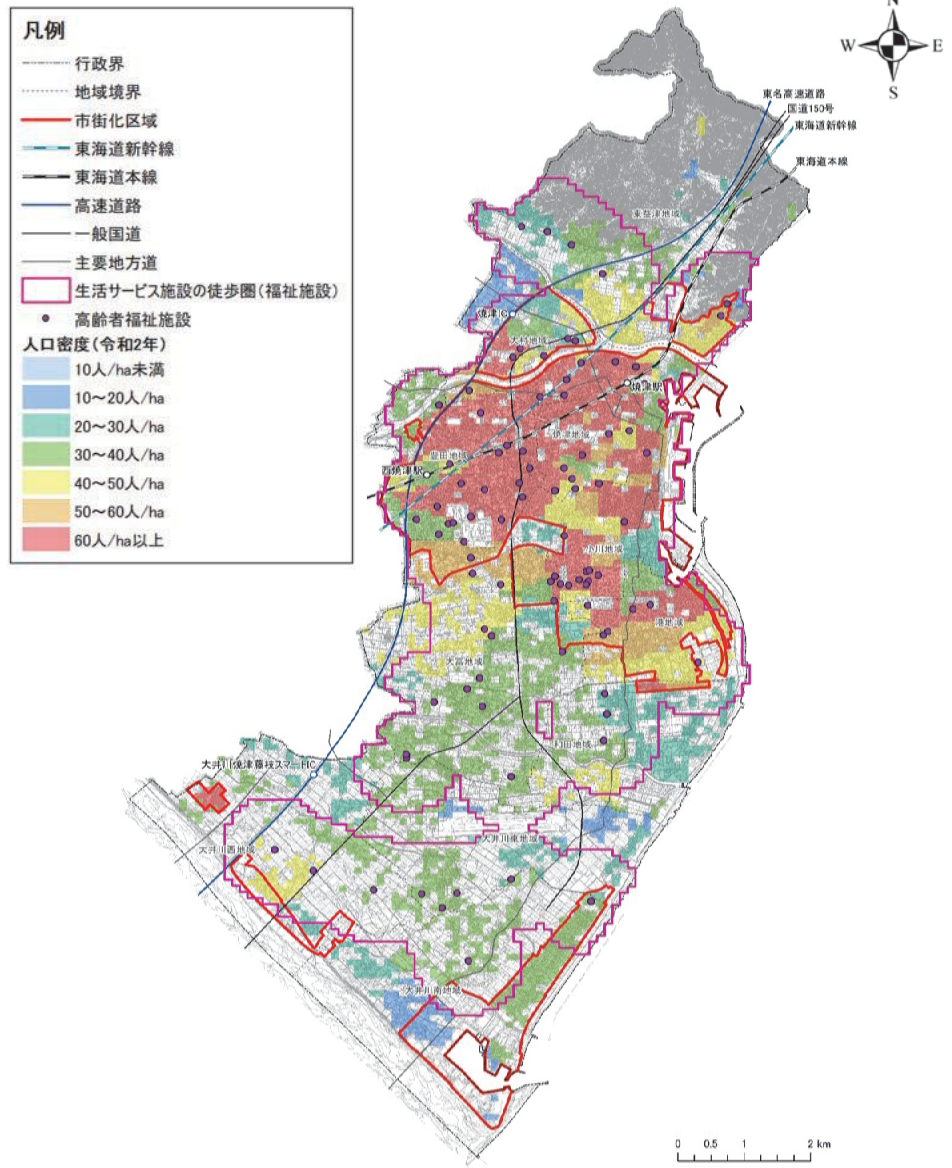 凡例
行政界
地域境界
市街化区域
東海道新幹線
東海道本線
高速道路
一般国道
主要地方道
生活サービス施設の徒歩圏(福祉施設)
高齢者福祉施設
人口密度(令和2年)
10人/ha未満
10～20人/ha
20～30人/ha
30～40人/ha
40～50人/ha
50～60人/ha
60人/ha以上
N
W
E
S
東名高速道路
国道150号
東海道新幹線
東海道本線
東益津地域
焼津IC
大村地域
焼津駅
焼津地域
豊田地域
西焼津駅
小川地域
港地域
大富地域
和田地域
大井川焼津藤枝スマートIC
大井川東地域
大井川西地域
大井川南地域
0 0.5 1 2 km